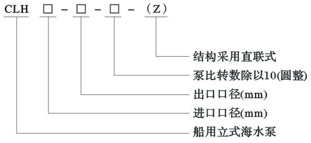 CLH □-□-□-(Z)
结构采用直联式
泵比转数除以10(圆整)
出口口径(mm)
进口口径(mm)
船用立式海水泵